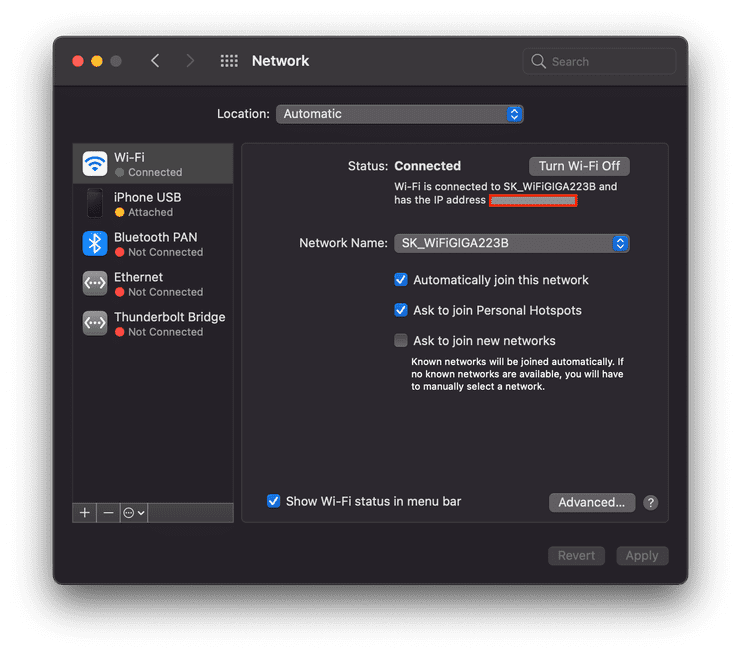 Network
Search
Location:
Automatic
Wi-Fi
Connected
iPhone USB
Attached
Bluetooth PAN
Not Connected
Ethernet
Not Connected
Thunderbolt Bridge
Not Connected
Status: Connected
Turn Wi-Fi Off
Wi-Fi is connected to SK_WiFiGIGA223B and
has the IP address
Network Name:
SK_WiFiGIGA223B
Automatically join this network
Ask to join Personal Hotspots
Ask to join new networks
Known networks will be joined automatically. If
no known networks are available, you will have
to manually select a network.
Show Wi-Fi status in menu bar
Advanced...
?
Revert
Apply